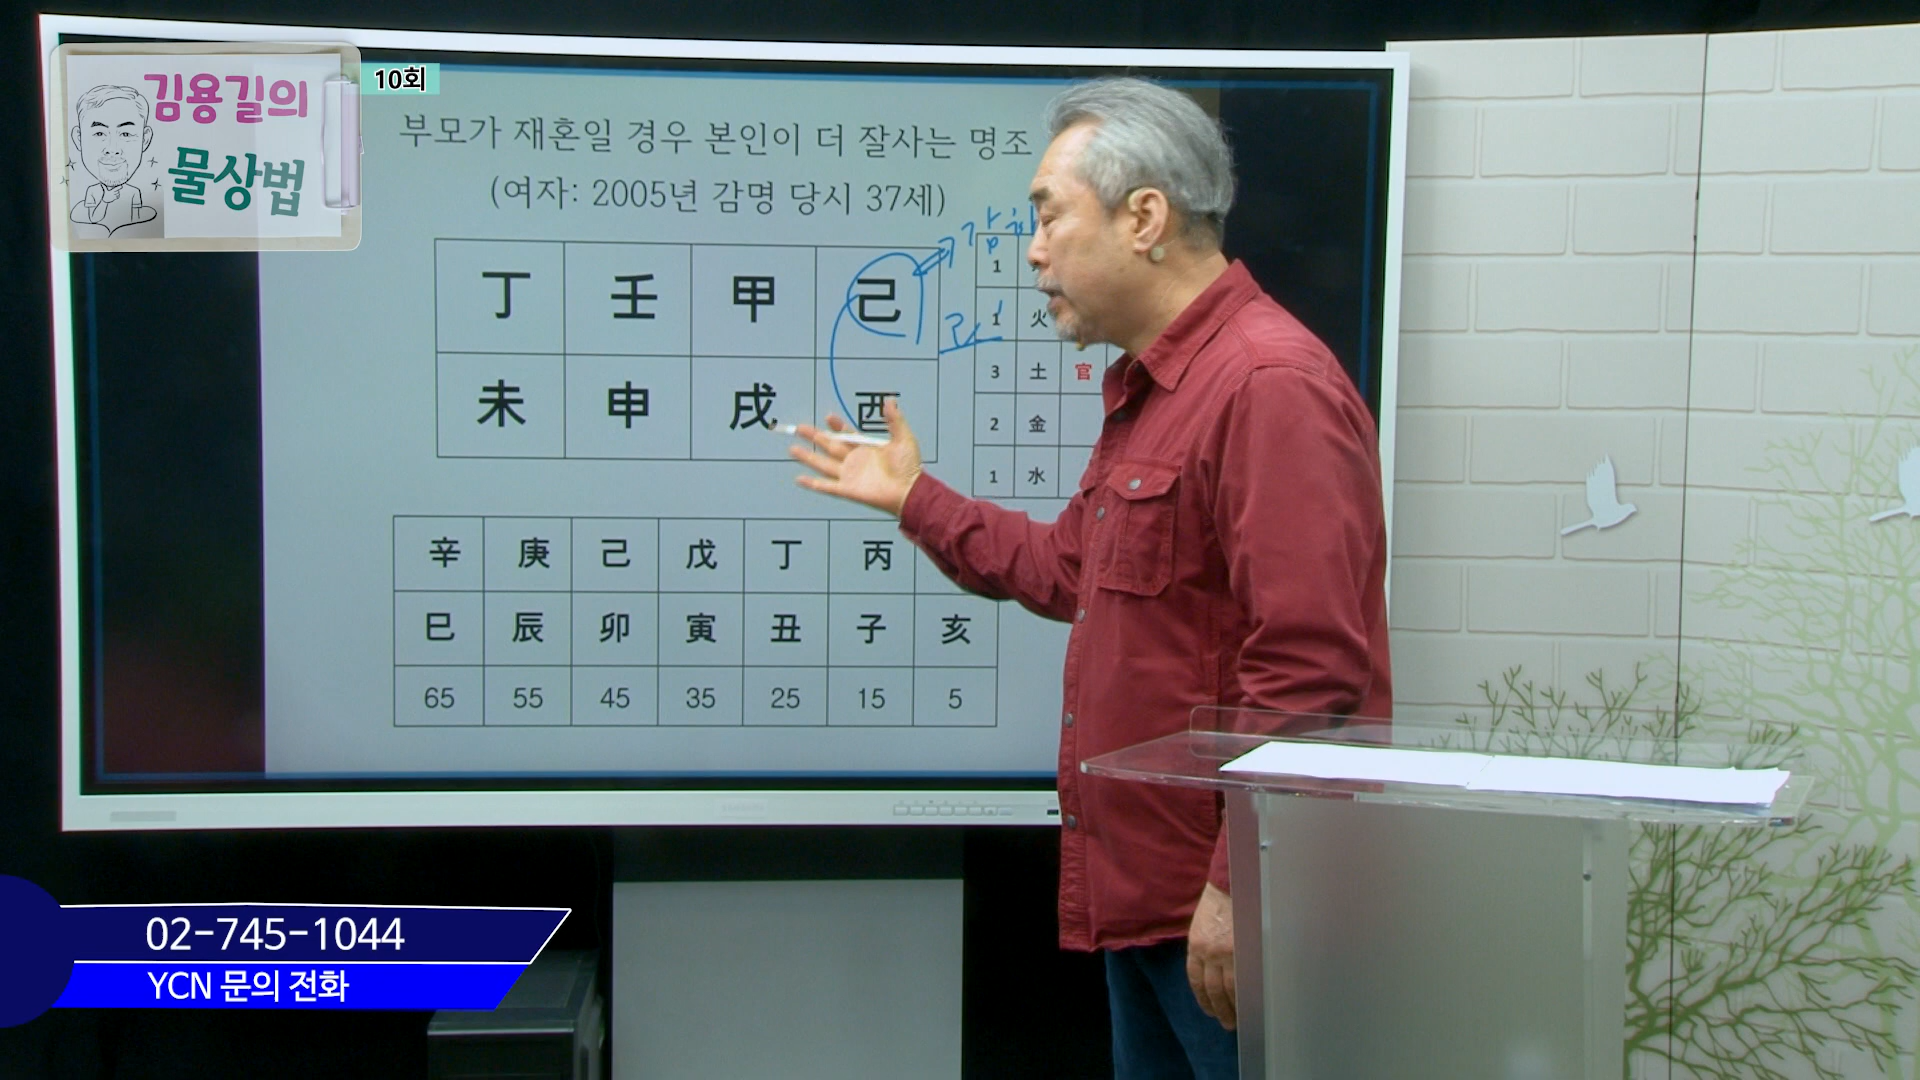 김용길의
물상법
10회
부모가 재혼일 경우 본인이 더 잘사는 명조
(여자: 2005년 감명 당시 37세)
丁 壬 甲 己
未 申 戌 酉
1
1 火
3 土 官
2 金
1 水
辛 庚 己 戊 丁 丙
巳 辰 卯 寅 丑 子 亥
65 55 45 35 25 15 5
02-745-1044
YCN 문의 전화